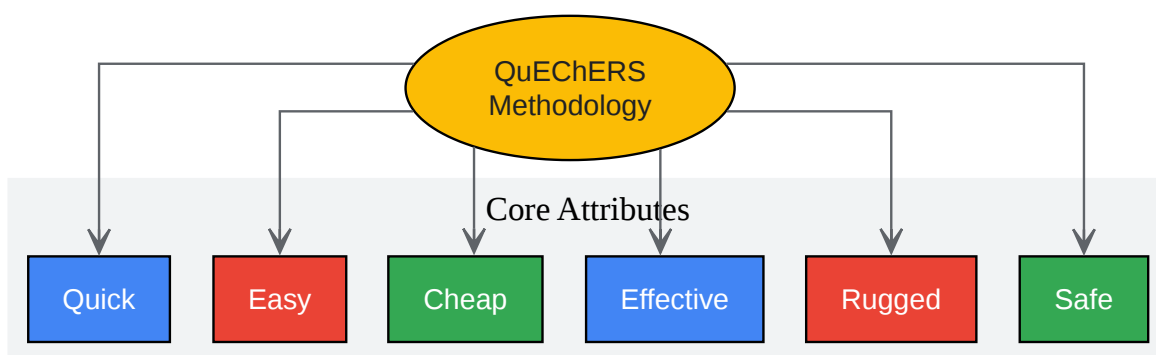 QuEChERS
Methodology
Core Attributes
Quick
Easy
Cheap
Effective
Rugged
Safe